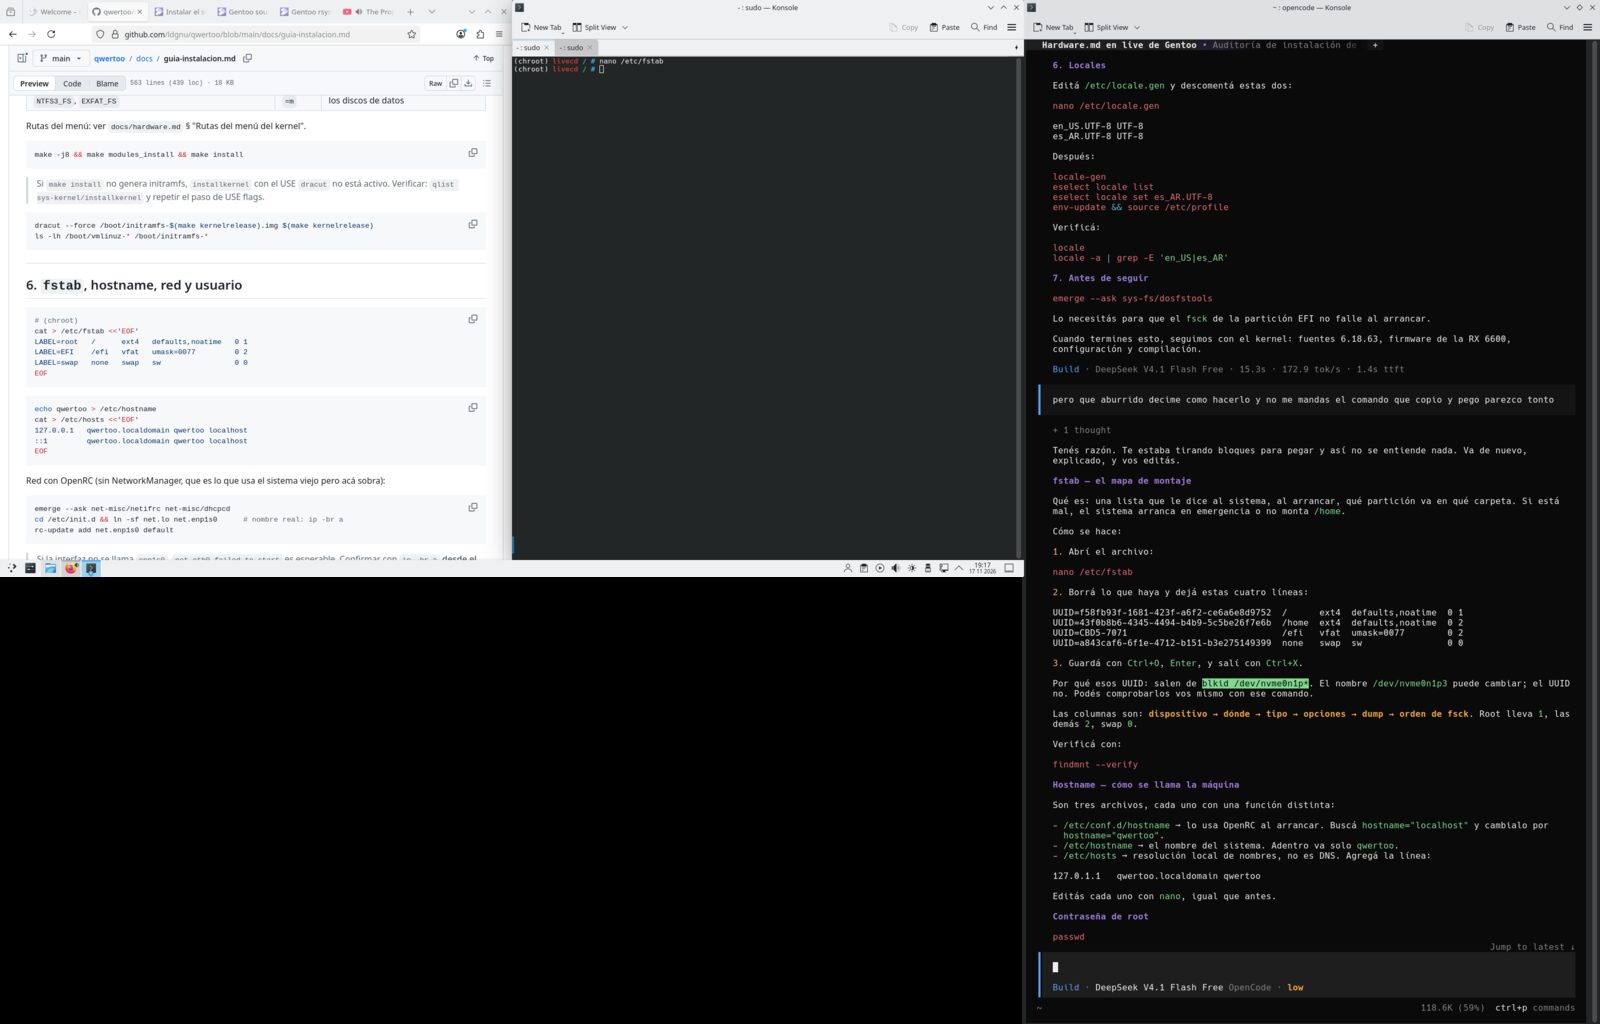 Welcome -
qwertoo/
Instalar el s
Gentoo sou
Gentoo rsy
The Pro
github.com/ldgnu/qwertoo/blob/main/docs/guia-instalacion.md
main
qwertoo / docs / guia-instalacion.md
Top
Preview
Code
Blame
563 lines (439 loc) · 18 KB
Raw
NTFS3_FS, EXFAT_FS
=m
los discos de datos
Rutas del menú: ver docs/hardware.md § "Rutas del menú del kernel".
make -j8 && make modules_install && make install
Si make install no genera initramfs, installkernel con el USE dracut no está activo. Verificar: qlist
sys-kernel/installkernel y repetir el paso de USE flags.
dracut --force /boot/initramfs-$(make kernelrelease).img $(make kernelrelease)
ls -lh /boot/vmlinuz-* /boot/initramfs-*
6. fstab, hostname, red y usuario
# (chroot)
cat > /etc/fstab <<'EOF'
LABEL=root   /      ext4   defaults,noatime   0 1
LABEL=EFI    /efi   vfat   umask=0077         0 2
LABEL=swap   none   swap   sw                 0 0
EOF
echo qwertoo > /etc/hostname
cat > /etc/hosts <<'EOF'
127.0.0.1   qwertoo.localdomain qwertoo localhost
::1         qwertoo.localdomain qwertoo localhost
EOF
Red con OpenRC (sin NetworkManager, que es lo que usa el sistema viejo pero acá sobra):
emerge --ask net-misc/netifrc net-misc/dhcpcd
cd /etc/init.d && ln -sf net.lo net.enp1s0     # nombre real: ip -br a
rc-update add net.enp1s0 default
Si la interfaz no se llama enp1s0, net.eth0 failed to start es esperable. Confirmar con ip -br a desde el
- : sudo — Konsole
New Tab
Split View
Copy
Paste
Find
- : sudo
- : sudo
(chroot) livecd / # nano /etc/fstab
(chroot) livecd / #
19:17
17 11 2026
~ : opencode — Konsole
New Tab
Split View
Copy
Paste
Find
Hardware.md en live de Gentoo • Auditoría de instalación de
+
6. Locales
Editá /etc/locale.gen y descomentá estas dos:
nano /etc/locale.gen
en_US.UTF-8 UTF-8
es_AR.UTF-8 UTF-8
Después:
locale-gen
eselect locale list
eselect locale set es_AR.UTF-8
env-update && source /etc/profile
Verificá:
locale
locale -a | grep -E 'en_US|es_AR'
7. Antes de seguir
emerge --ask sys-fs/dosfstools
Lo necesitás para que el fsck de la partición EFI no falle al arrancar.
Cuando termines esto, seguimos con el kernel: fuentes 6.18.63, firmware de la RX 6600,
configuración y compilación.
Build · DeepSeek V4.1 Flash Free · 15.3s · 172.9 tok/s · 1.4s ttft
pero que aburrido decime como hacerlo y no me mandas el comando que copio y pego parezco tonto
+ 1 thought
Tenés razón. Te estaba tirando bloques para pegar y así no se entiende nada. Va de nuevo,
explicado, y vos editás.
fstab — el mapa de montaje
Qué es: una lista que le dice al sistema, al arrancar, qué partición va en qué carpeta. Si está
mal, el sistema arranca en emergencia o no monta /home.
Cómo se hace:
1. Abrí el archivo:
nano /etc/fstab
2. Borrá lo que haya y dejá estas cuatro líneas:
UUID=f58fb93f-1681-423f-a6f2-ce6a6e8d9752  /      ext4  defaults,noatime  0 1
UUID=43f0b8b6-4345-4494-b4b9-5c5be26f7e6b  /home  ext4  defaults,noatime  0 2
UUID=CBD5-7071                             /efi   vfat  umask=0077        0 2
UUID=a843caf6-6f1e-4712-b151-b3e275149399  none   swap  sw                0 0
3. Guardá con Ctrl+O, Enter, y salí con Ctrl+X.
Por qué esos UUID: salen de blkid /dev/nvme0n1p*. El nombre /dev/nvme0n1p3 puede cambiar; el UUID
no. Podés comprobarlos vos mismo con ese comando.
Las columnas son: dispositivo → dónde → tipo → opciones → dump → orden de fsck. Root lleva 1, las
demás 2, swap 0.
Verificá con:
findmnt --verify
Hostname — cómo se llama la máquina
Son tres archivos, cada uno con una función distinta:
- /etc/conf.d/hostname → lo usa OpenRC al arrancar. Buscá hostname="localhost" y cambialo por
hostname="qwertoo".
- /etc/hostname → el nombre del sistema. Adentro va solo qwertoo.
- /etc/hosts → resolución local de nombres, no es DNS. Agregá la línea:
127.0.1.1   qwertoo.localdomain qwertoo
Editás cada uno con nano, igual que antes.
Contraseña de root
passwd
Jump to latest ↓
Build · DeepSeek V4.1 Flash Free OpenCode · low
~
118.6K (59%)  ctrl+p commands